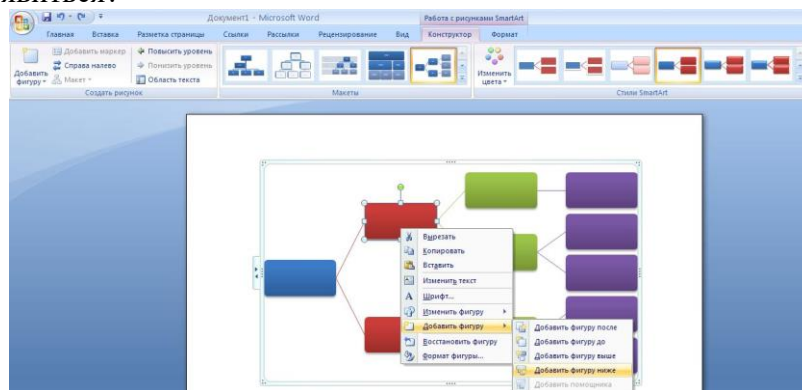 явиться?
Документ1 - Microsoft Word
Работа с рисунками SmartArt
Главная Вставка Разметка страницы Ссылки Рассылки Рецензирование Вид Конструктор Формат
Добавить фигуру
Добавить маркер
Справа налево
Макет
Повысить уровень
Понизить уровень
Область текста
Изменить цвета
Создать рисунок Макеты Стили SmartArt
Вырезать
Копировать
Вставить
Изменить текст
Шрифт...
Изменить фигуру
Добавить фигуру
Восстановить фигуру
Формат фигуры...
Добавить фигуру после
Добавить фигуру до
Добавить фигуру выше
Добавить фигуру ниже
Добавить помощника